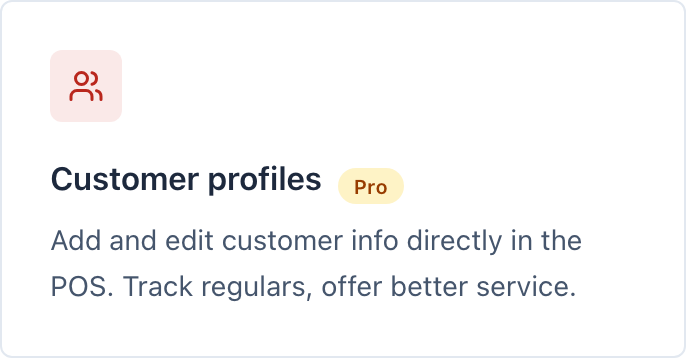 Customer profiles Pro
Add and edit customer info directly in the
POS. Track regulars, offer better service.